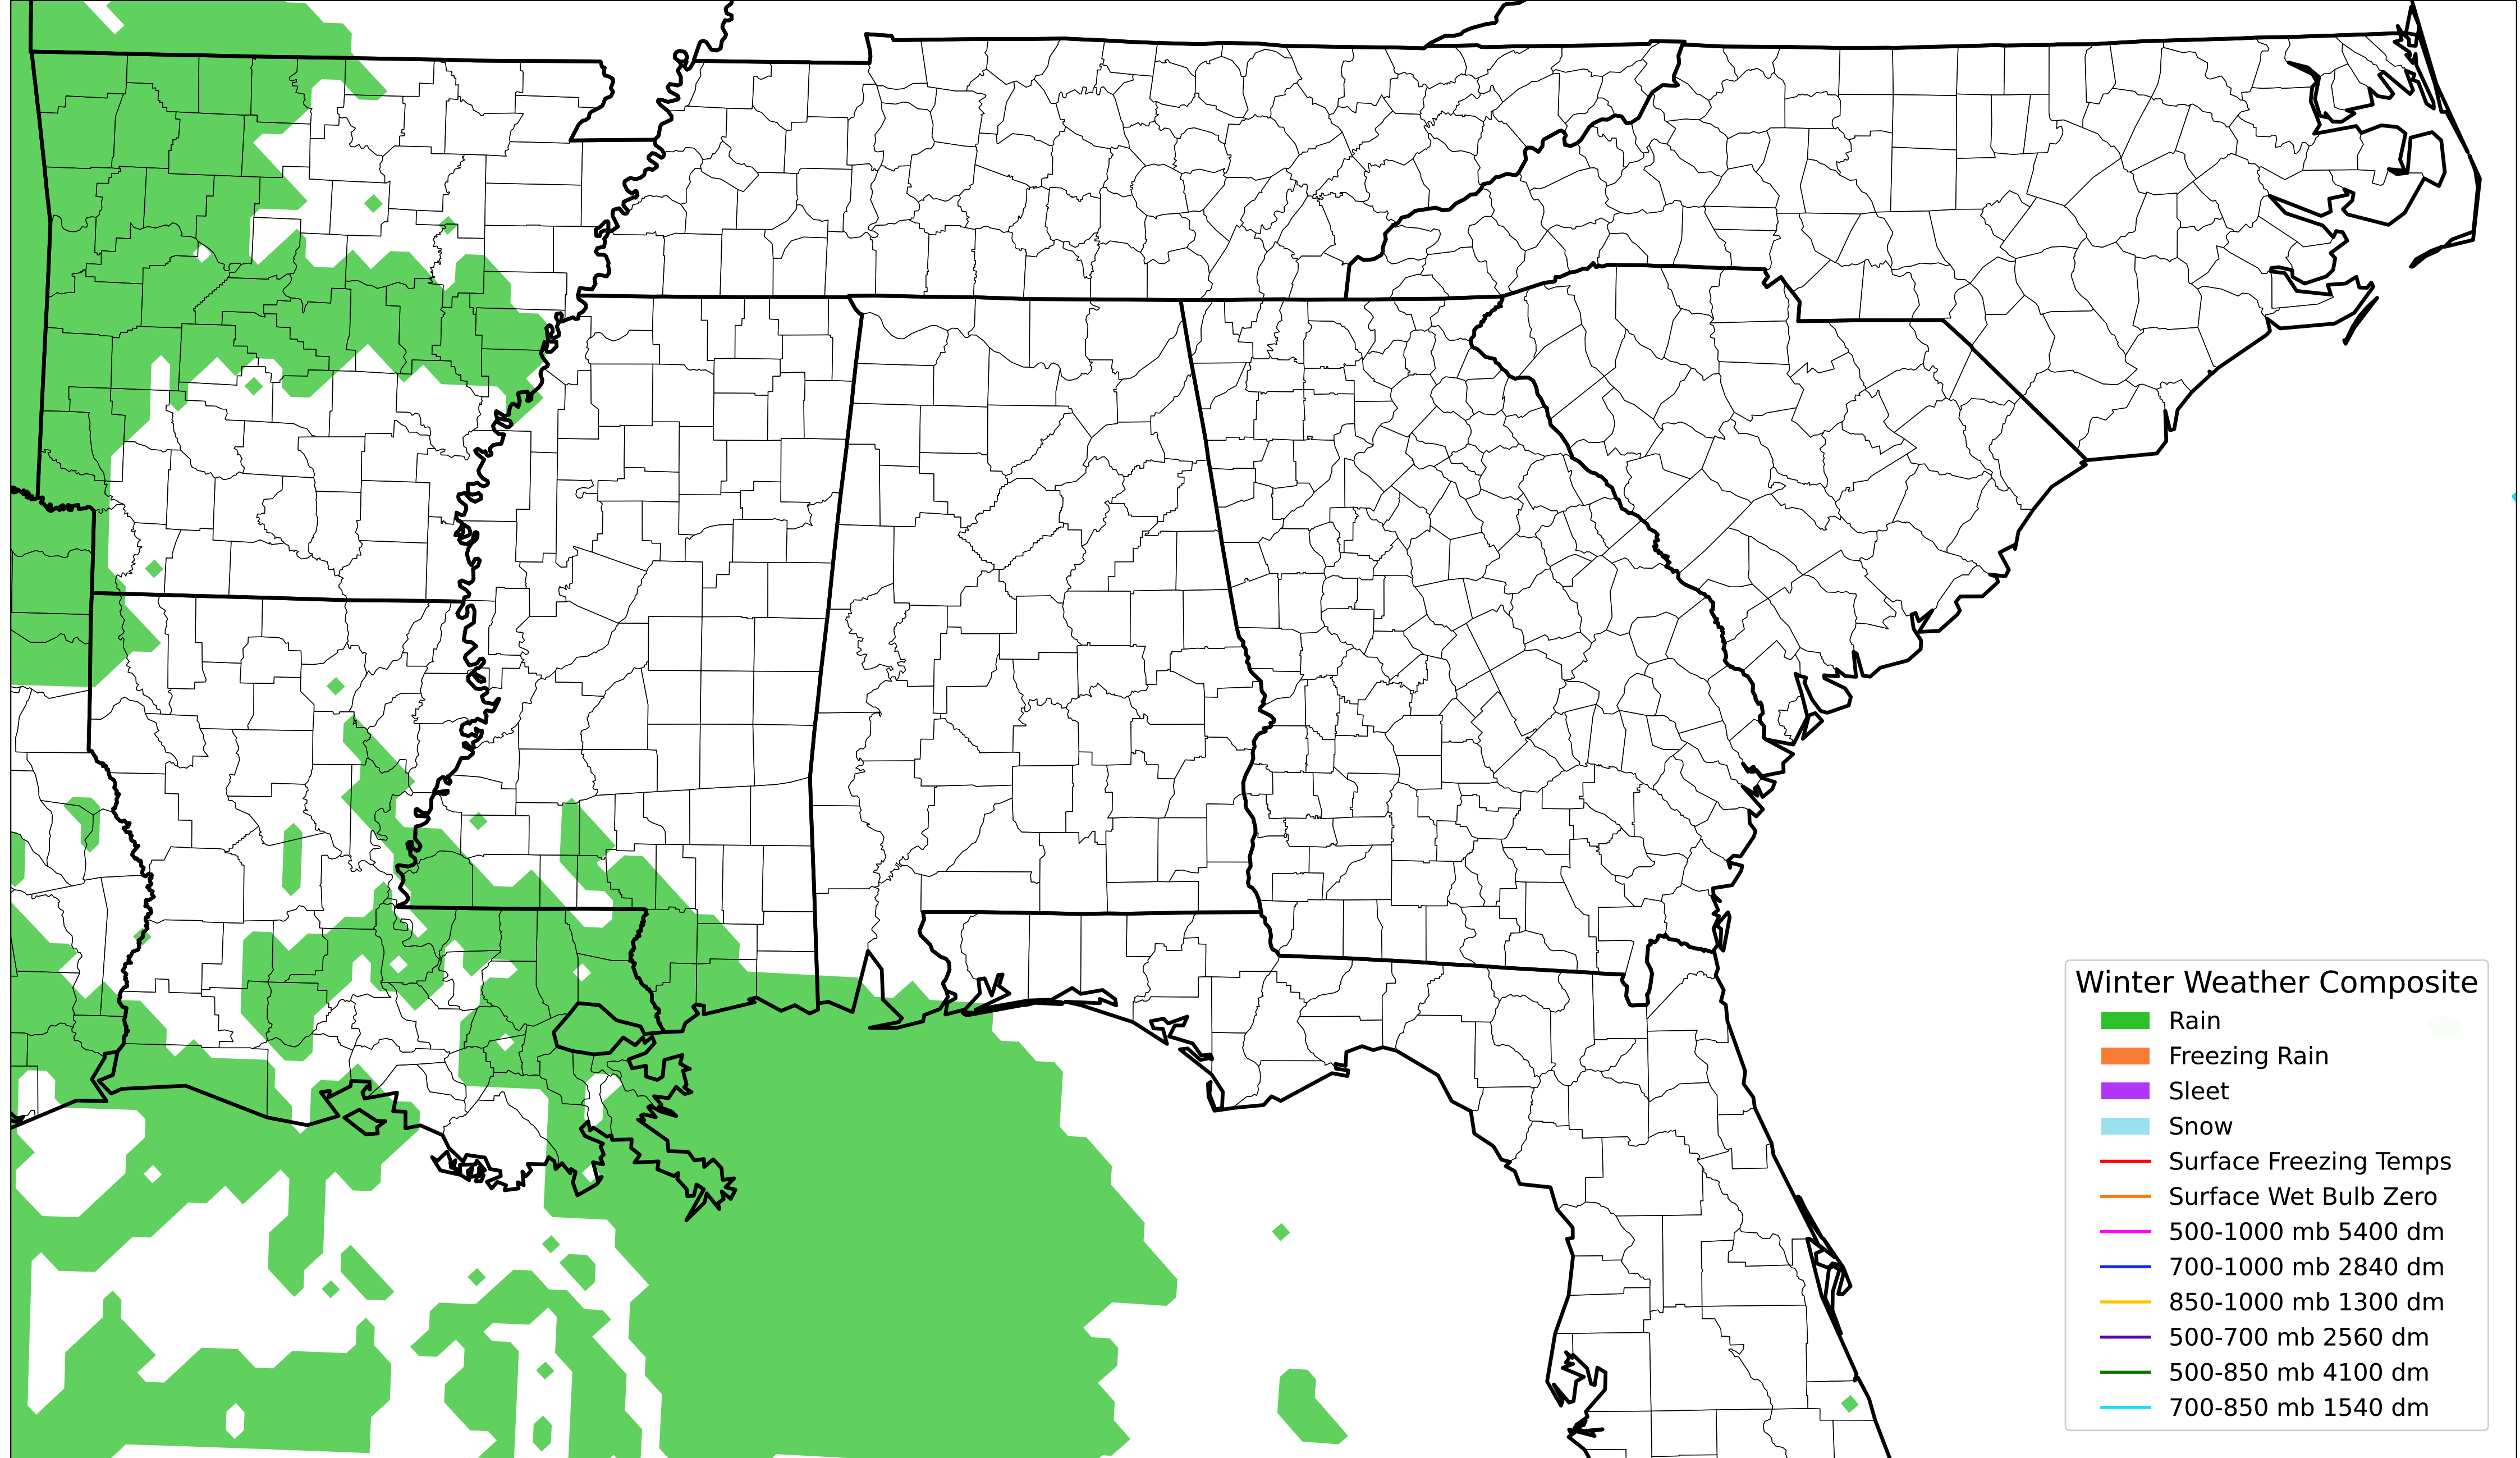 Winter Weather Composite
Rain
Freezing Rain
Sleet
Snow
Surface Freezing Temps
Surface Wet Bulb Zero
500-1000 mb 5400 dm
700-1000 mb 2840 dm
850-1000 mb 1300 dm
500-700 mb 2560 dm
500-850 mb 4100 dm
700-850 mb 1540 dm